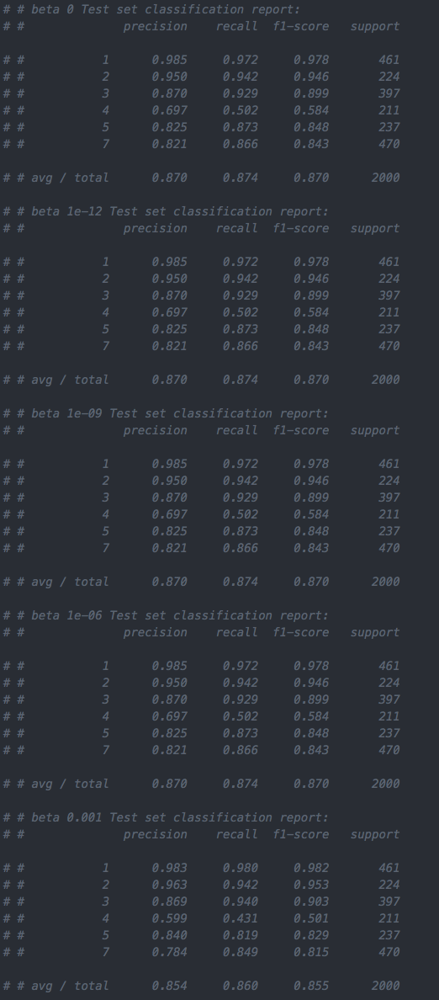 # # beta 0 Test set classification report:
# # precision recall f1-score support
# # 1 0.985 0.972 0.978 461
# # 2 0.950 0.942 0.946 224
# # 3 0.870 0.929 0.899 397
# # 4 0.697 0.502 0.584 211
# # 5 0.825 0.873 0.848 237
# # 7 0.821 0.866 0.843 470
# # avg / total 0.870 0.874 0.870 2000
# # beta 1e-12 Test set classification report:
# # precision recall f1-score support
# # 1 0.985 0.972 0.978 461
# # 2 0.950 0.942 0.946 224
# # 3 0.870 0.929 0.899 397
# # 4 0.697 0.502 0.584 211
# # 5 0.825 0.873 0.848 237
# # 7 0.821 0.866 0.843 470
# # avg / total 0.870 0.874 0.870 2000
# # beta 1e-09 Test set classification report:
# # precision recall f1-score support
# # 1 0.985 0.972 0.978 461
# # 2 0.950 0.942 0.946 224
# # 3 0.870 0.929 0.899 397
# # 4 0.697 0.502 0.584 211
# # 5 0.825 0.873 0.848 237
# # 7 0.821 0.866 0.843 470
# # avg / total 0.870 0.874 0.870 2000
# # beta 1e-06 Test set classification report:
# # precision recall f1-score support
# # 1 0.985 0.972 0.978 461
# # 2 0.950 0.942 0.946 224
# # 3 0.870 0.929 0.899 397
# # 4 0.697 0.502 0.584 211
# # 5 0.825 0.873 0.848 237
# # 7 0.821 0.866 0.843 470
# # avg / total 0.870 0.874 0.870 2000
# # beta 0.001 Test set classification report:
# # precision recall f1-score support
# # 1 0.983 0.980 0.982 461
# # 2 0.963 0.942 0.953 224
# # 3 0.869 0.940 0.903 397
# # 4 0.599 0.431 0.501 211
# # 5 0.840 0.819 0.829 237
# # 7 0.784 0.849 0.815 470
# # avg / total 0.854 0.860 0.855 2000